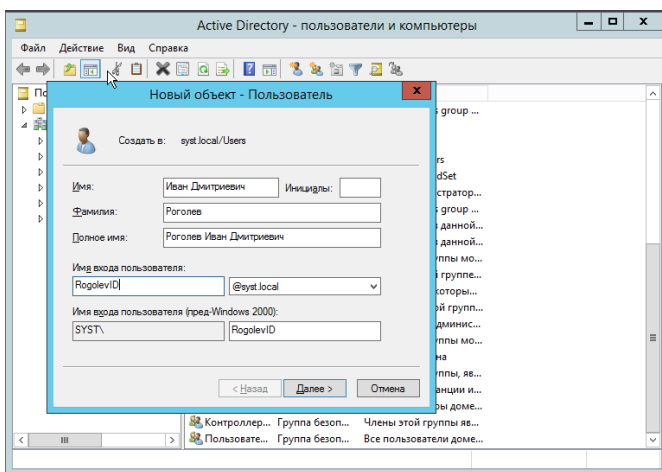 Active Directory - пользователи и компьютеры
Файл Действие Вид Справка
Новый объект - Пользователь
Создать в: syst.local/Users
Имя: Иван Дмитриевич Инициалы:
Фамилия: Роголев
Полное имя: Роголев Иван Дмитриевич
Имя входа пользователя:
RogolevID @syst.local
Имя входа пользователя (пред-Windows 2000):
SYST\ RogolevID
< Назад Далее > Отмена
s group ...
rs
dSet
стратор...
s group ...
в данной...
в данной...
уппы мо...
й группе...
которы...
ой групп...
админис...
уппы мо...
на
уппы, яв...
анции и...
ры доме...
Контроллер... Группа безоп... Члены этой группы яв...
Пользовате... Группа безоп... Все пользователи доме...